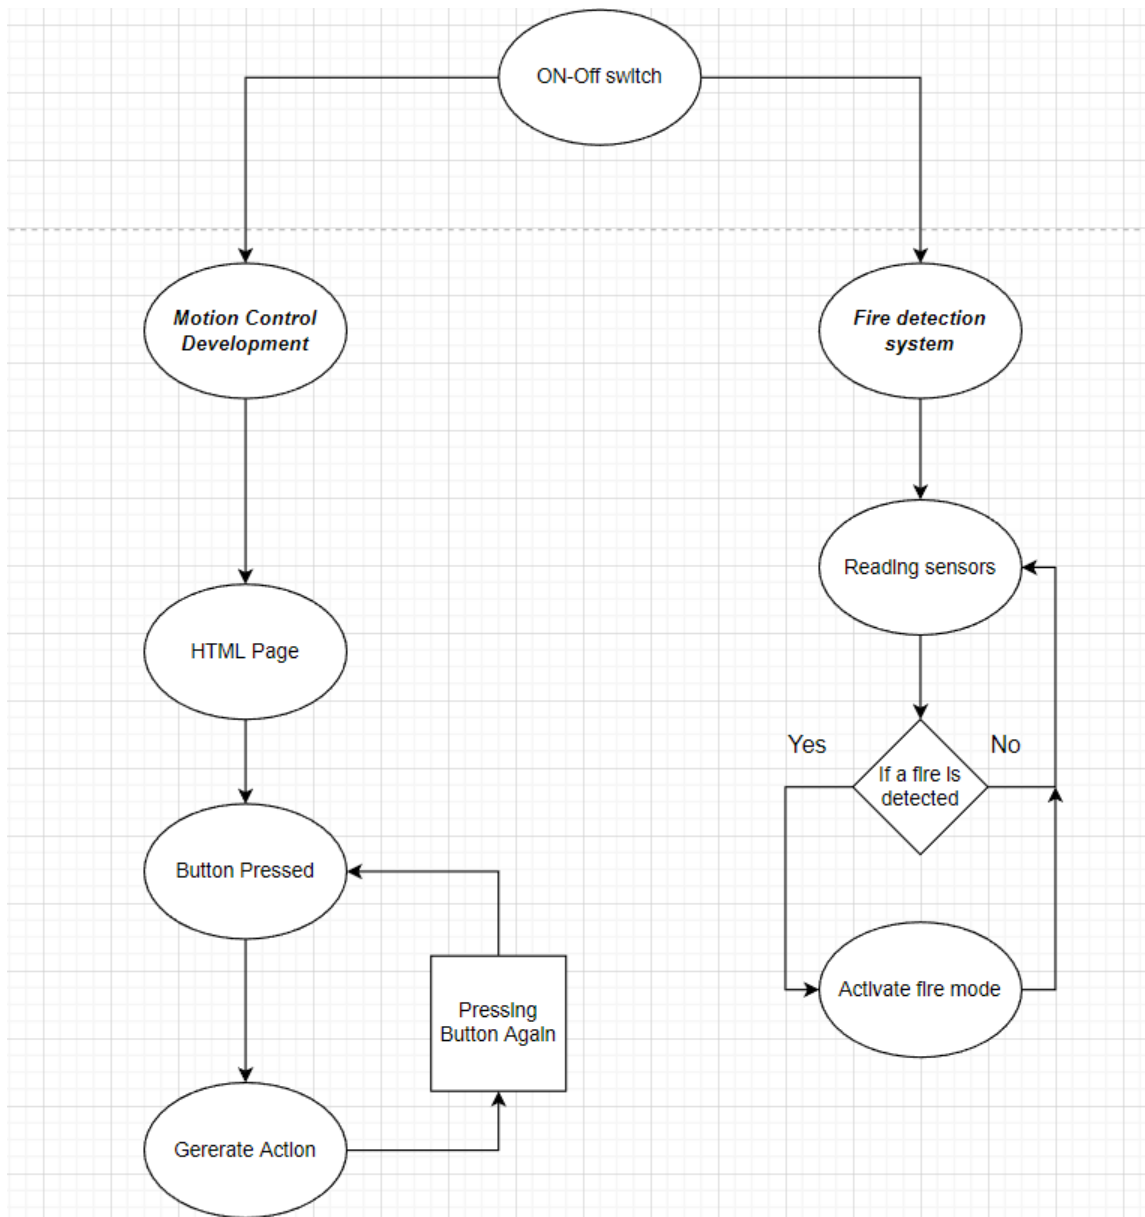 ON-Off switch
Motion Control
Development
Fire detection
system
Reading sensors
HTML Page
Yes
No
If a fire is
detected
Button Pressed
Pressing
Button Again
Activate fire mode
Gererate Action